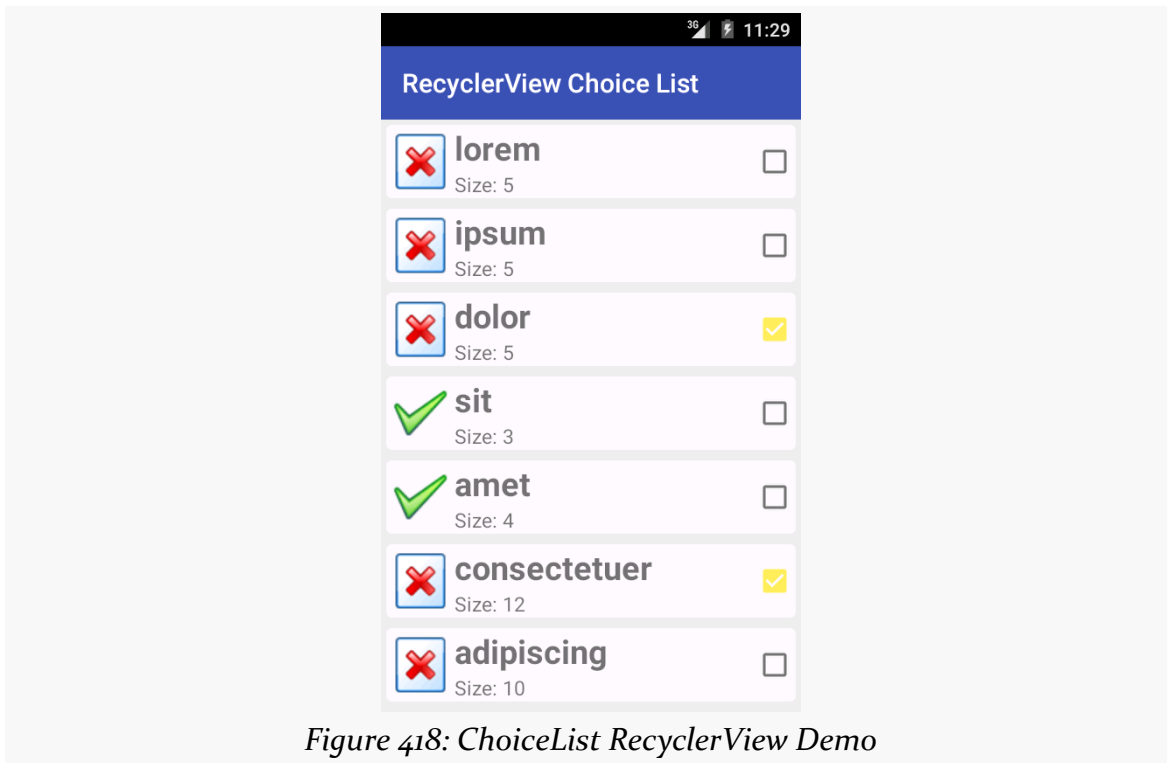 3G 11:29
RecyclerView Choice List
lorem
Size: 5
ipsum
Size: 5
dolor
Size: 5
sit
Size: 3
amet
Size: 4
consectetuer
Size: 12
adipiscing
Size: 10
Figure 418: ChoiceList RecyclerView Demo